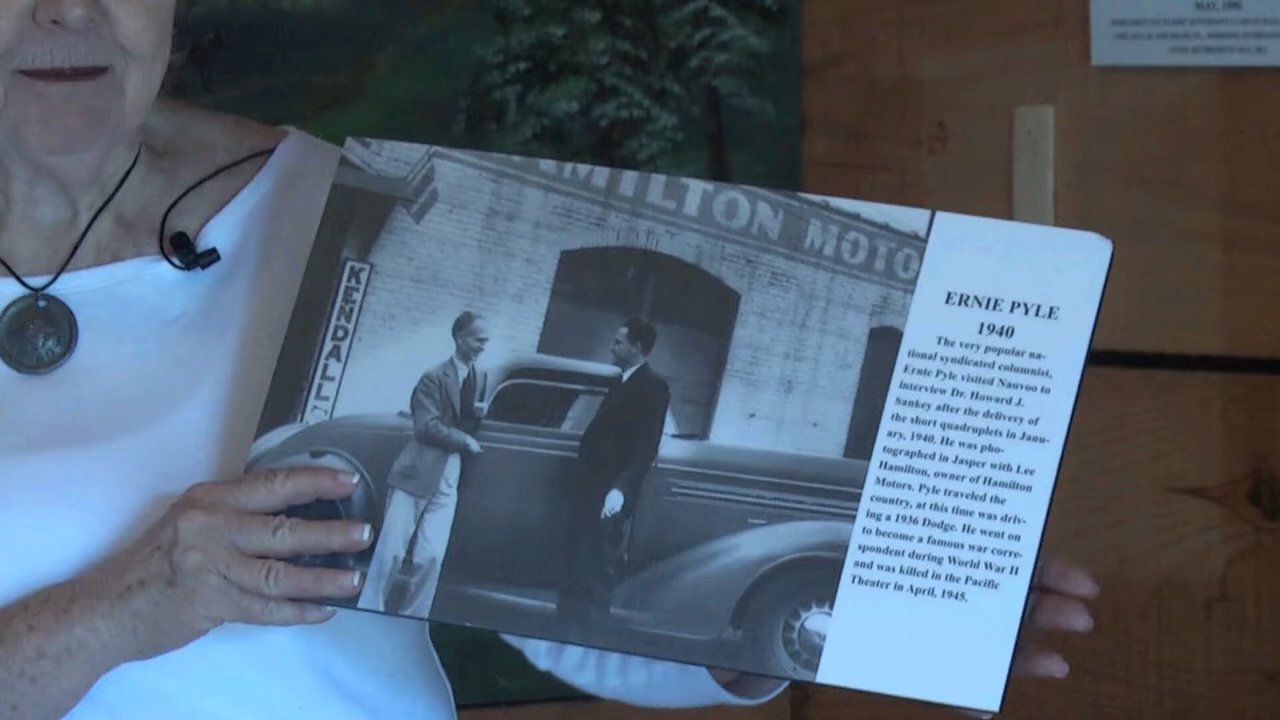 MAY, 1998
MILTON MOTO
KENDALL
ERNIE PYLE
1940
The very popular na-
tional syndicated columnist,
Ernie Pyle visited Nauvoo to
interview Dr. Howard J.
Sankey after the delivery of
the short quadruplets in Janu-
ary, 1940. He was pho-
tographed in Jasper with Lee
Hamilton, owner of Hamilton
Motors. Pyle traveled the
country, at this time was driv-
ing a 1936 Dodge. He went on
to become a famous war corre-
spondent during World War II
and was killed in the Pacific
Theater in April, 1945.